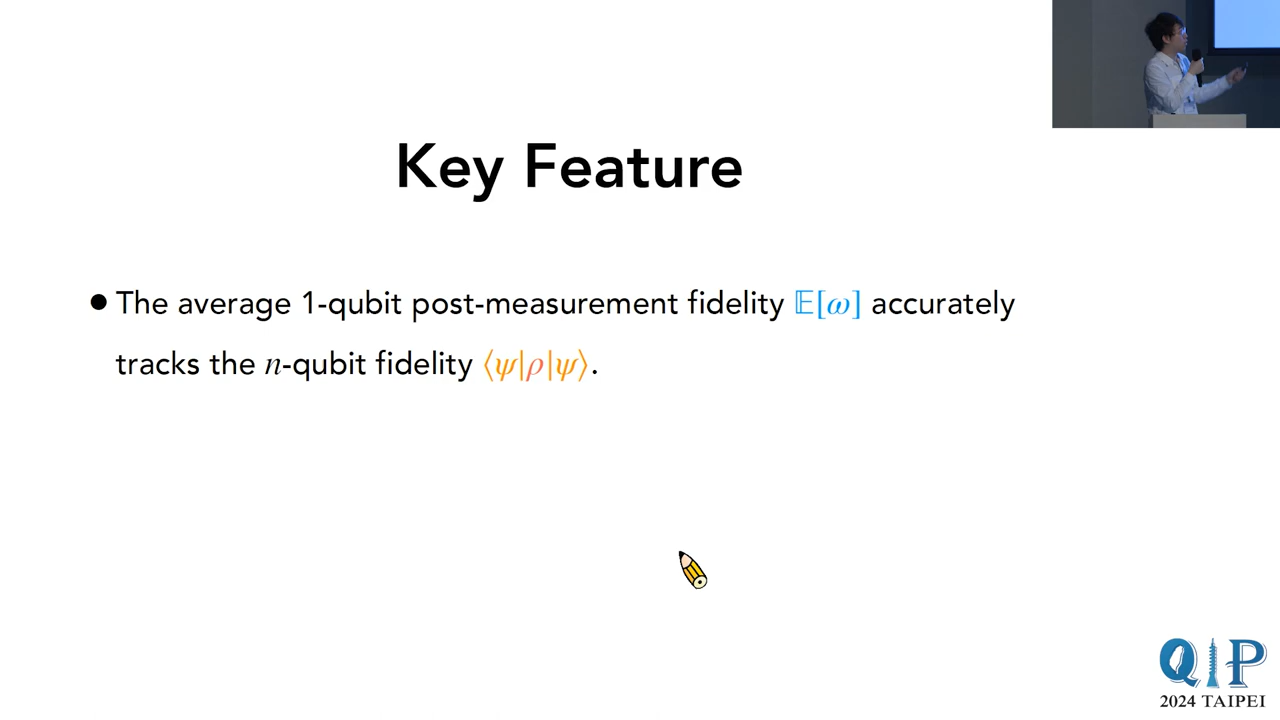 Key Feature
• The average 1-qubit post-measurement fidelity 𝔼[ω] accurately
tracks the n-qubit fidelity ⟨ψ|ρ|ψ⟩.
QIP
2024 TAIPEI